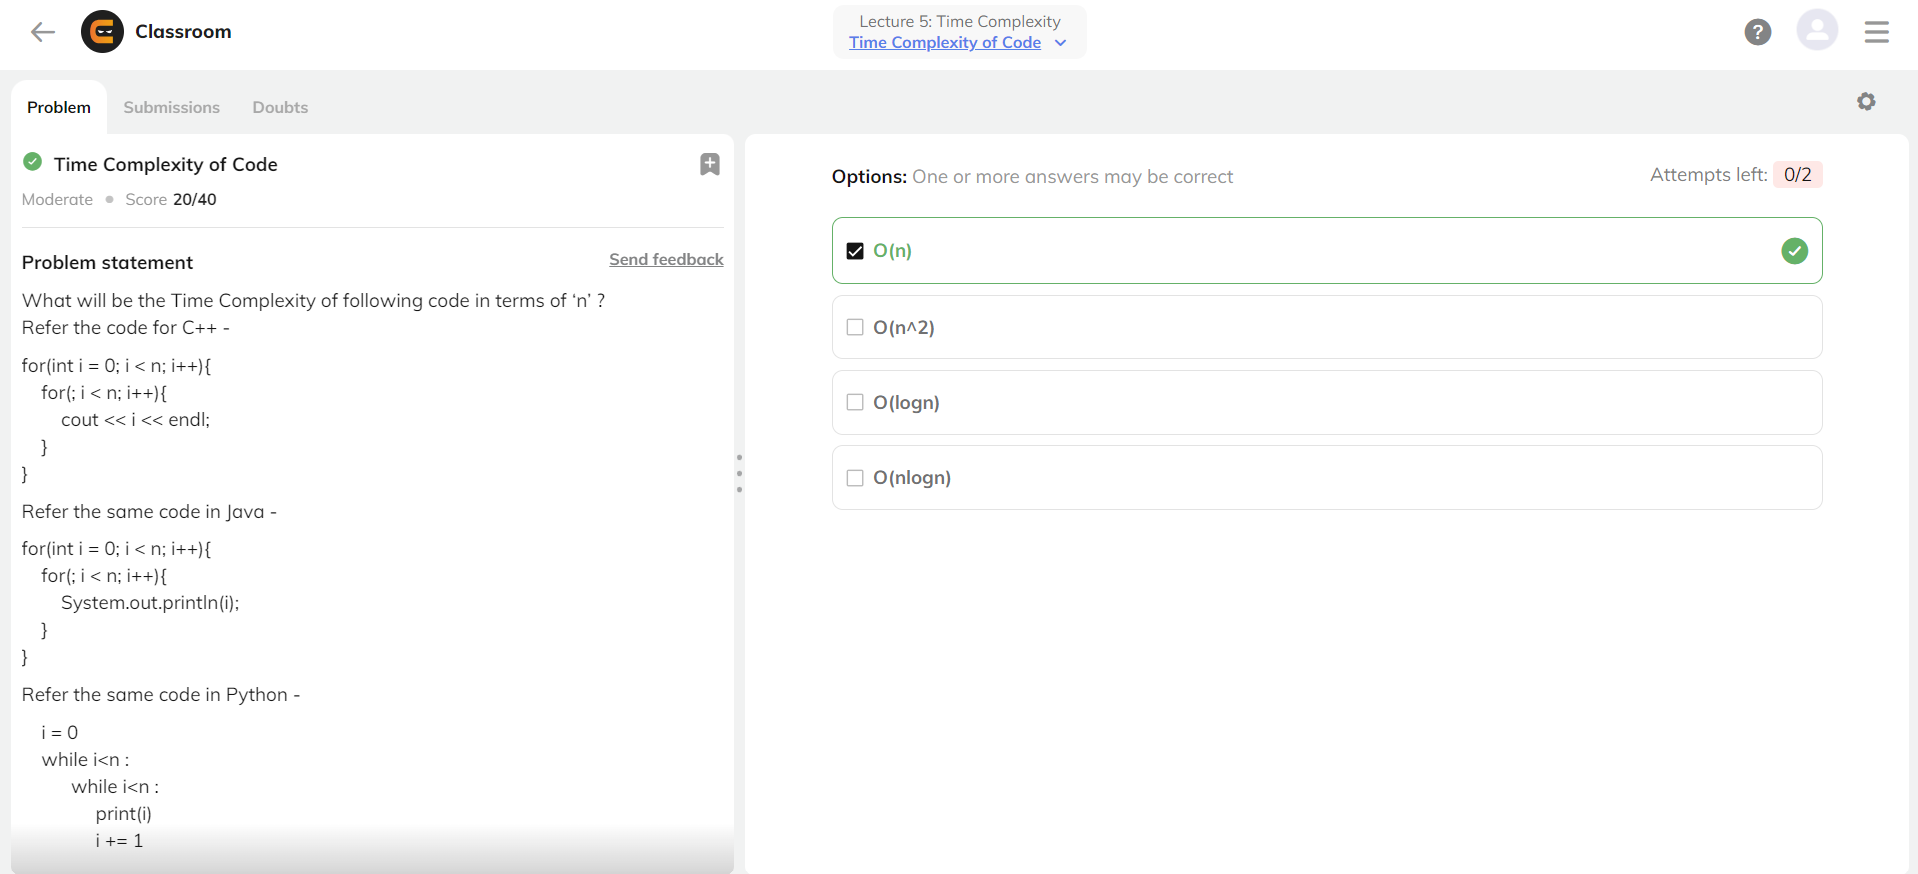 Classroom
Lecture 5: Time Complexity
Time Complexity of Code
?
Problem
Submissions
Doubts
Time Complexity of Code
Moderate
Score 20/40
Problem statement
Send feedback
What will be the Time Complexity of following code in terms of ‘n’ ?
Refer the code for C++ -
for(int i = 0; i < n; i++){
for(; i < n; i++){
cout << i << endl;
}
}
Refer the same code in Java -
for(int i = 0; i < n; i++){
for(; i < n; i++){
System.out.println(i);
}
}
Refer the same code in Python -
i = 0
while i<n :
while i<n :
print(i)
i += 1
Options: One or more answers may be correct
Attempts left: 0/2
O(n)
O(n^2)
O(logn)
O(nlogn)